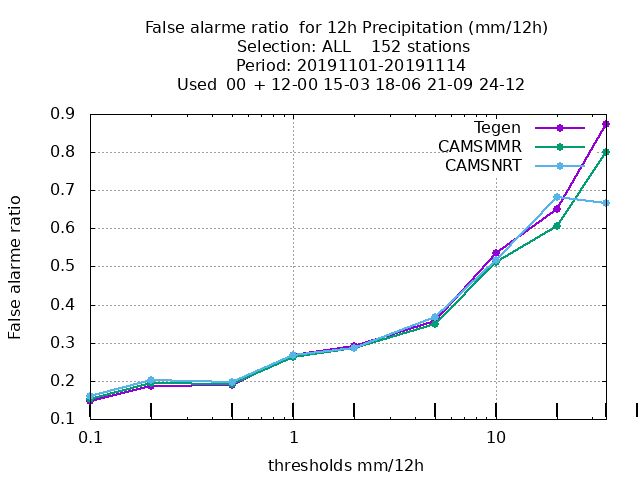 False alarme ratio  for 12h Precipitation (mm/12h)
Selection: ALL    152 stations
Period: 20191101-20191114
Used  00 + 12-00 15-03 18-06 21-09 24-12
Tegen
CAMSMMR
CAMSNRT
0.9
0.8
0.7
0.6
0.5
0.4
0.3
0.2
0.1
False alarme ratio
0.1
1
10
thresholds mm/12h